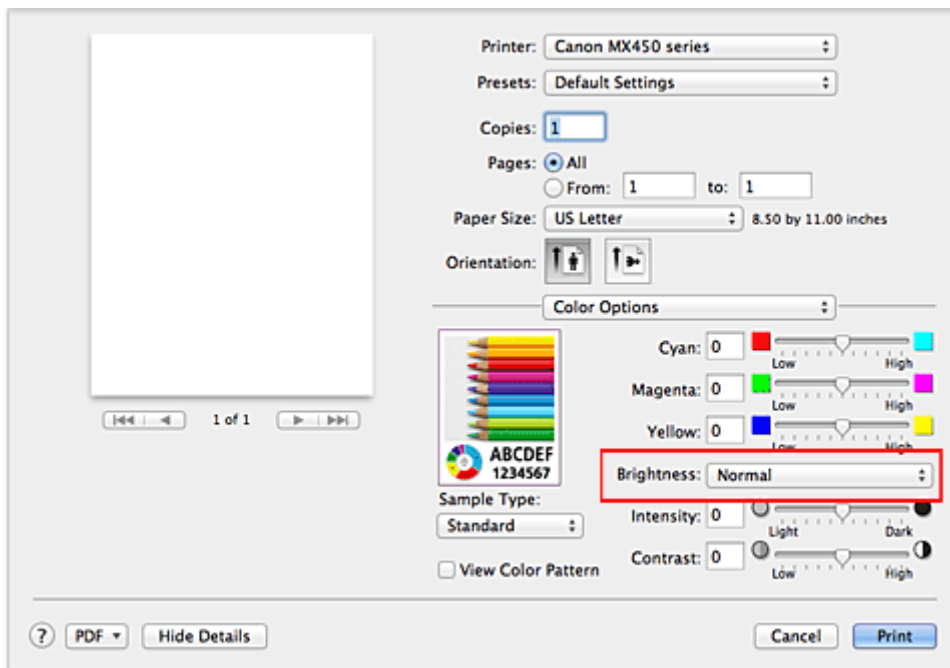 Printer: Canon MX450 series
Presets: Default Settings
Copies: 1
Pages: All
From: 1 to: 1
Paper Size: US Letter 8.50 by 11.00 inches
Orientation:
Color Options
1 of 1
ABCDEF
1234567
Sample Type:
Standard
View Color Pattern
Cyan: 0
Low High
Magenta: 0
Low High
Yellow: 0
Low High
Brightness: Normal
Intensity: 0
Light Dark
Contrast: 0
Low High
? PDF Hide Details Cancel Print